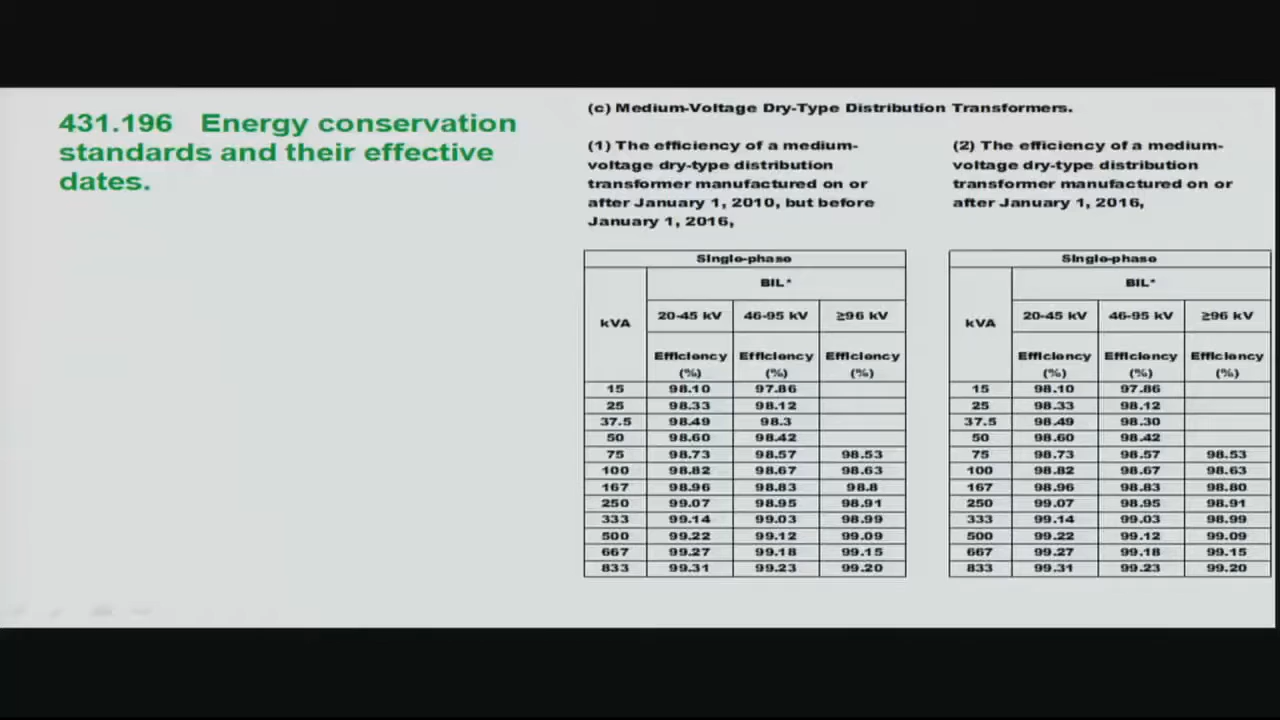 431.196 Energy conservation
standards and their effective
dates.
(c) Medium-Voltage Dry-Type Distribution Transformers.
(1) The efficiency of a medium-
voltage dry-type distribution
transformer manufactured on or
after January 1, 2010, but before
January 1, 2016,
Single-phase
BIL*
kVA
20-45 kV 46-95 kV ≥96 kV
Efficiency Efficiency Efficiency
(%) (%) (%)
15 98.10 97.86
25 98.33 98.12
37.5 98.49 98.3
50 98.60 98.42
75 98.73 98.57 98.53
100 98.82 98.67 98.63
167 98.96 98.83 98.8
250 99.07 98.95 98.91
333 99.14 99.03 98.99
500 99.22 99.12 99.09
667 99.27 99.18 99.15
833 99.31 99.23 99.20
(2) The efficiency of a medium-
voltage dry-type distribution
transformer manufactured on or
after January 1, 2016,
Single-phase
BIL*
kVA
20-45 kV 46-95 kV ≥96 kV
Efficiency Efficiency Efficiency
(%) (%) (%)
15 98.10 97.86
25 98.33 98.12
37.5 98.49 98.30
50 98.60 98.42
75 98.73 98.57 98.53
100 98.82 98.67 98.63
167 98.96 98.83 98.80
250 99.07 98.95 98.91
333 99.14 99.03 98.99
500 99.22 99.12 99.09
667 99.27 99.18 99.15
833 99.31 99.23 99.20